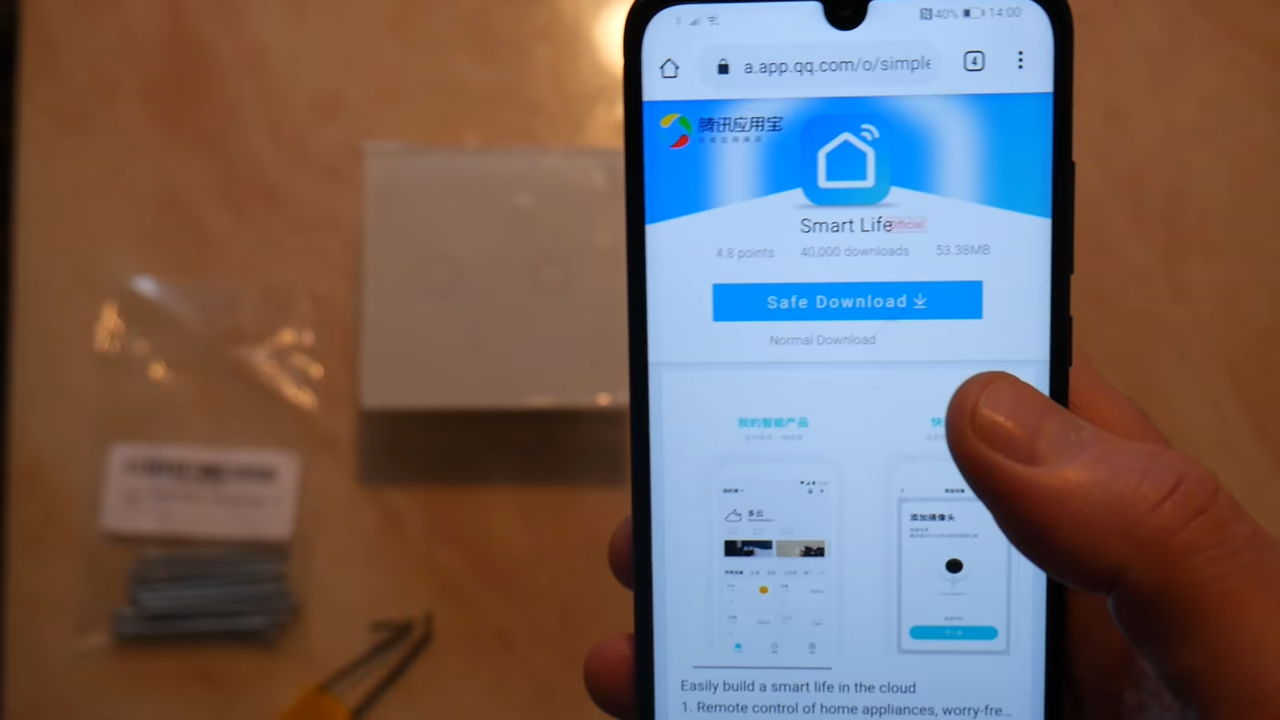 40% 14:00
a.app.qq.com/o/simple
4
腾讯应用宝
Smart Life Official
4.8 points 40,000 downloads 53.38MB
Safe Download
Normal Download
我的智能产品
快
多云
添加摄像头
Easily build a smart life in the cloud
1. Remote control of home appliances, worry-fre...